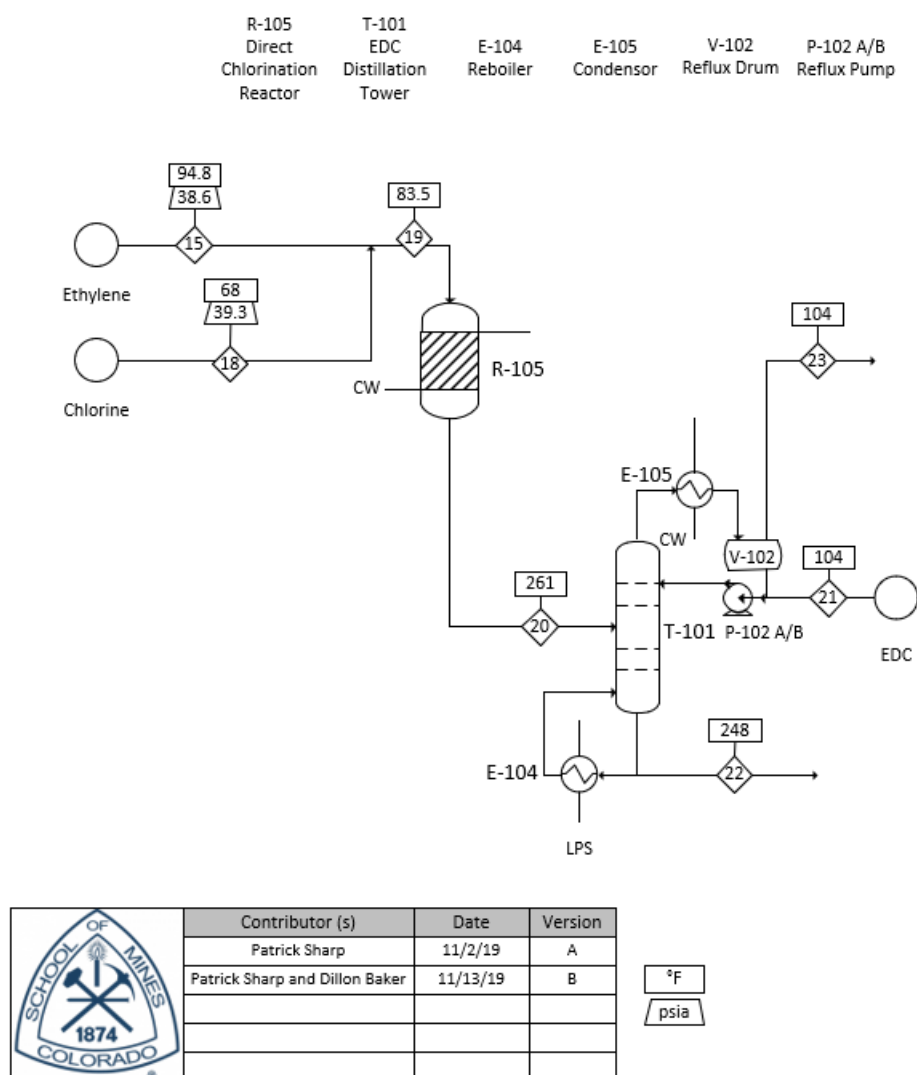 R-105
Direct
Chlorination
Reactor
T-101
EDC
Distillation
Tower
E-104
Reboiler
E-105
Condensor
V-102
Reflux Drum
P-102 A/B
Reflux Pump
94.8
38.6
83.5
15
19
Ethylene
68
39.3
18
Chlorine
CW
R-105
104
23
E-105
CW
V-102
104
261
20
T-101
P-102 A/B
21
EDC
248
E-104
22
LPS
Contributor (s) Date Version
Patrick Sharp 11/2/19 A
Patrick Sharp and Dillon Baker 11/13/19 B
°F
psia
SCHOOL OF MINES
1874
COLORADO